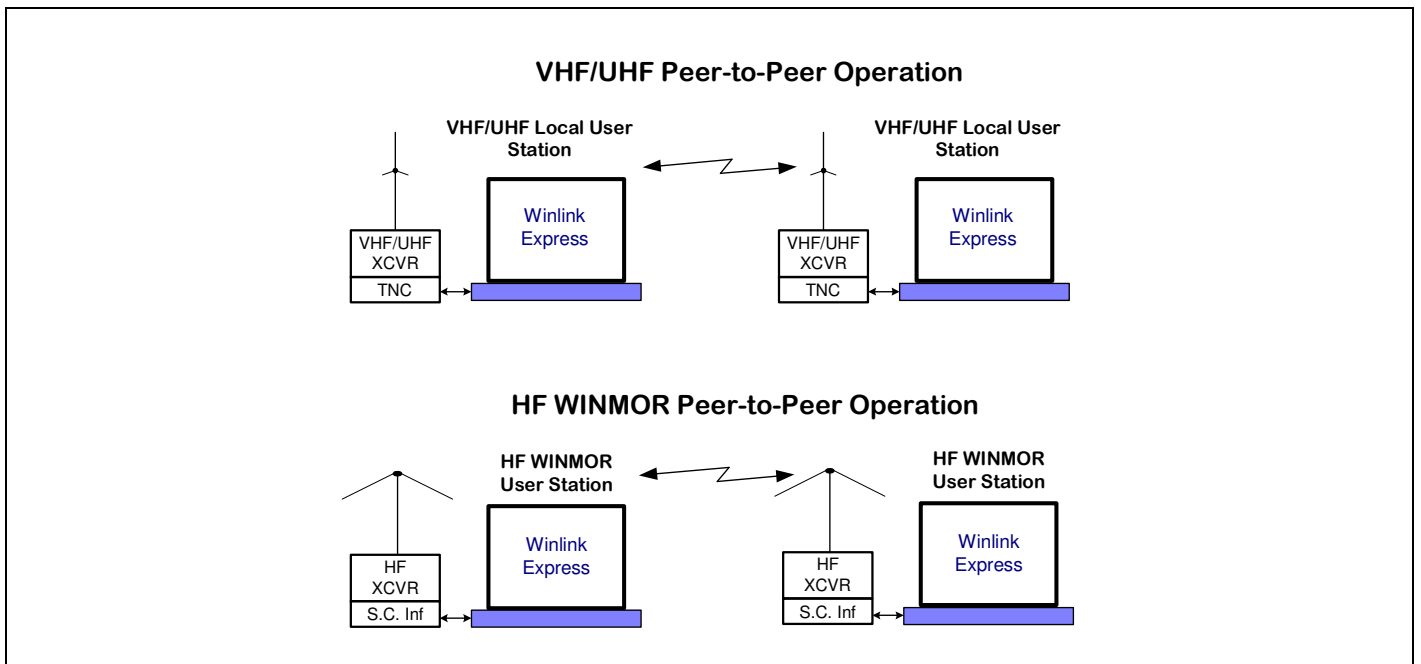 VHF/UHF Peer-to-Peer Operation
VHF/UHF Local User
Station
VHF/UHF Local User
Station
Winlink
Express
Winlink
Express
VHF/UHF
XCVR
TNC
VHF/UHF
XCVR
TNC
HF WINMOR Peer-to-Peer Operation
HF WINMOR
User Station
HF WINMOR
User Station
Winlink
Express
Winlink
Express
HF
XCVR
S.C. Inf
HF
XCVR
S.C. Inf